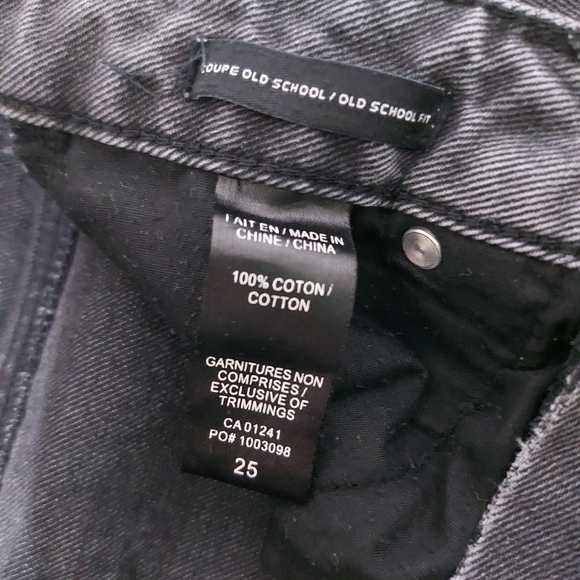 COUPE OLD SCHOOL / OLD SCHOOL FIT
FAIT EN / MADE IN
CHINE / CHINA
100% COTON /
COTTON
GARNITURES NON
COMPRISES /
EXCLUSIVE OF
TRIMMINGS
CA 01241
PO# 1003098
25